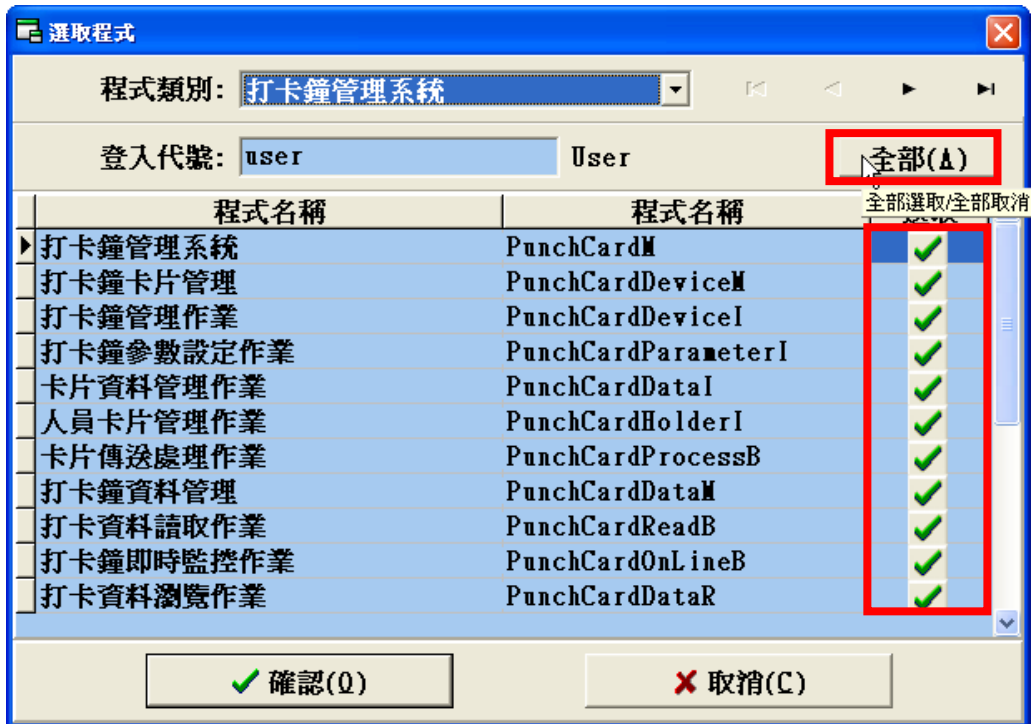 選取程式
程式類別: 打卡鐘管理系統
登入代號: user User 全部(A)
全部選取/全部取消
程式名稱 程式名稱
打卡鐘管理系統 PunchCardM
打卡鐘卡片管理 PunchCardDeviceM
打卡鐘管理作業 PunchCardDeviceI
打卡鐘參數設定作業 PunchCardParameterI
卡片資料管理作業 PunchCardDataI
人員卡片管理作業 PunchCardHolderI
卡片傳送處理作業 PunchCardProcessB
打卡鐘資料管理 PunchCardDataM
打卡資料讀取作業 PunchCardReadB
打卡鐘即時監控作業 PunchCardOnLineB
打卡資料瀏覽作業 PunchCardDataR
確認(O) 取消(C)